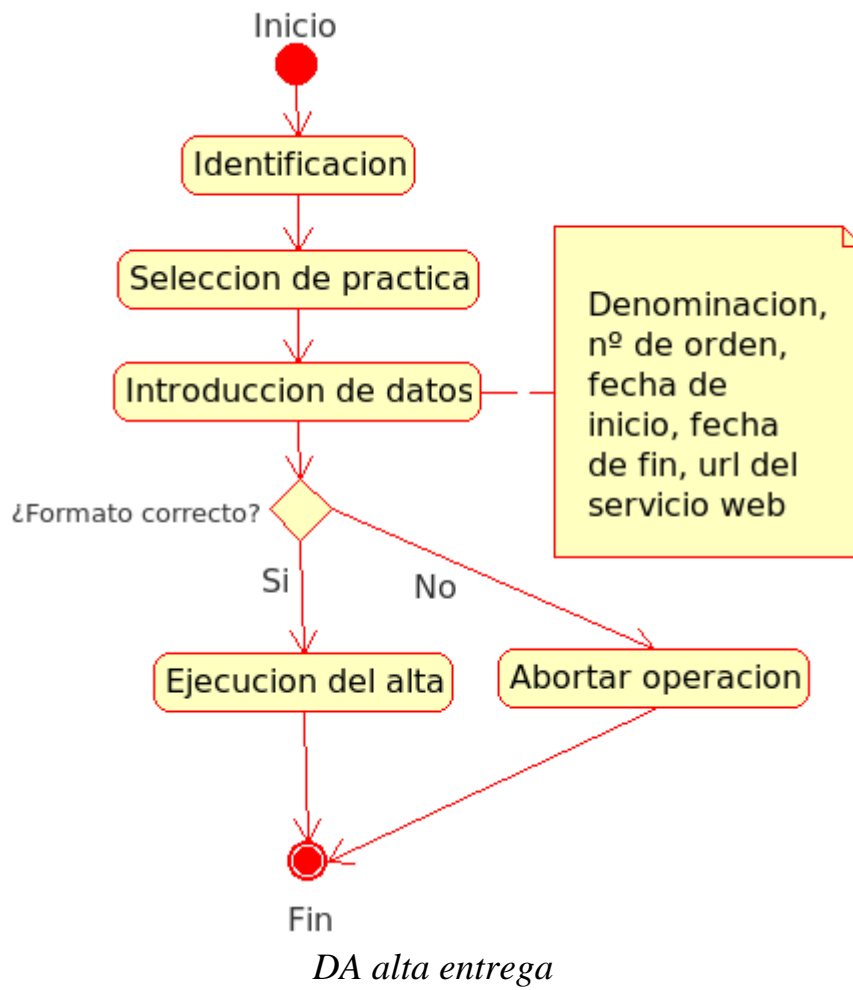 Inicio
Identificacion
Seleccion de practica
Introduccion de datos
Denominacion,
nº de orden,
fecha de
inicio, fecha
de fin, url del
servicio web
¿Formato correcto?
Si
No
Ejecucion del alta
Abortar operacion
Fin
DA alta entrega